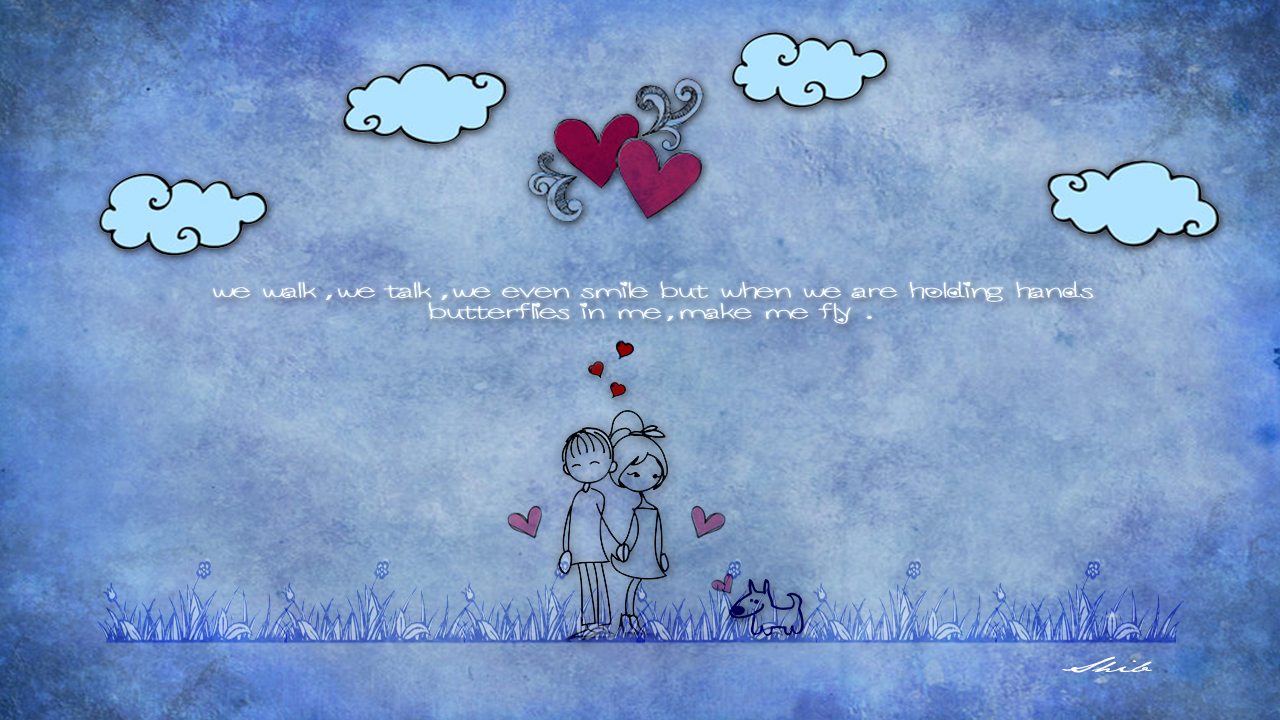 we walk ,we talk ,we even smile but when we are holding hands
butterflies in me,make me fly .
Shib